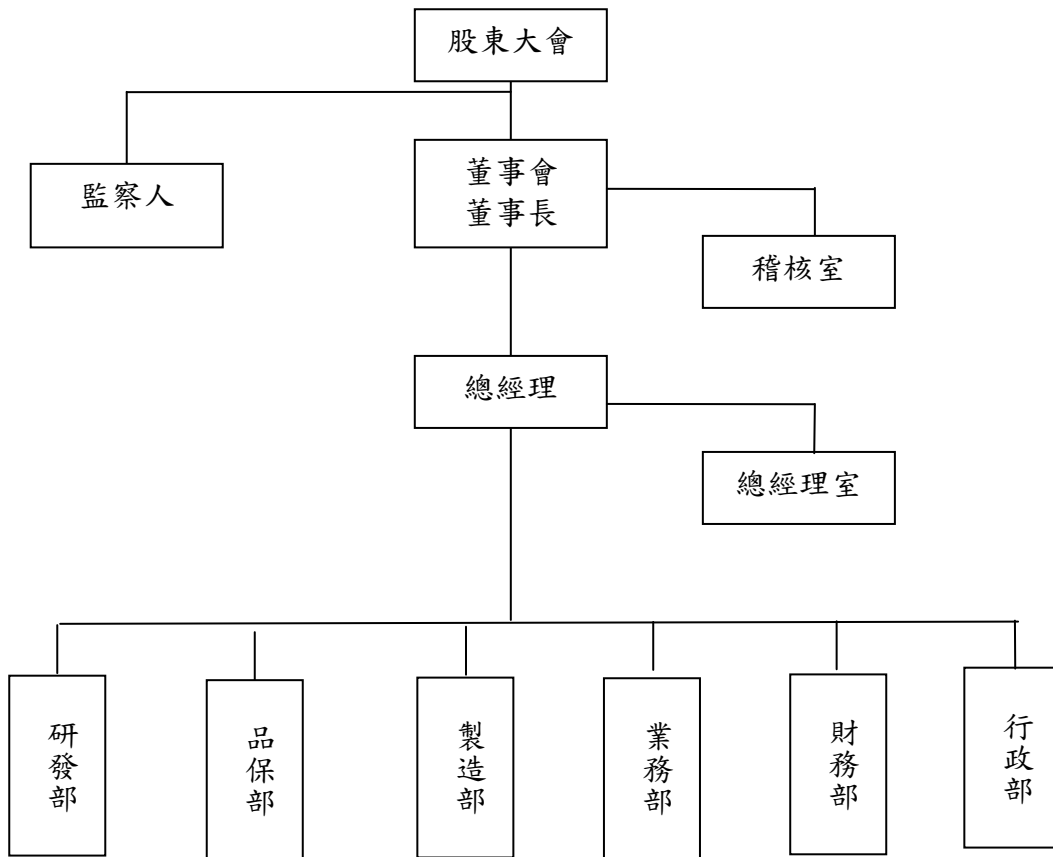 股東大會
監察人
董事會
董事長
稽核室
總經理
總經理室
研發部
品保部
製造部
業務部
財務部
行政部